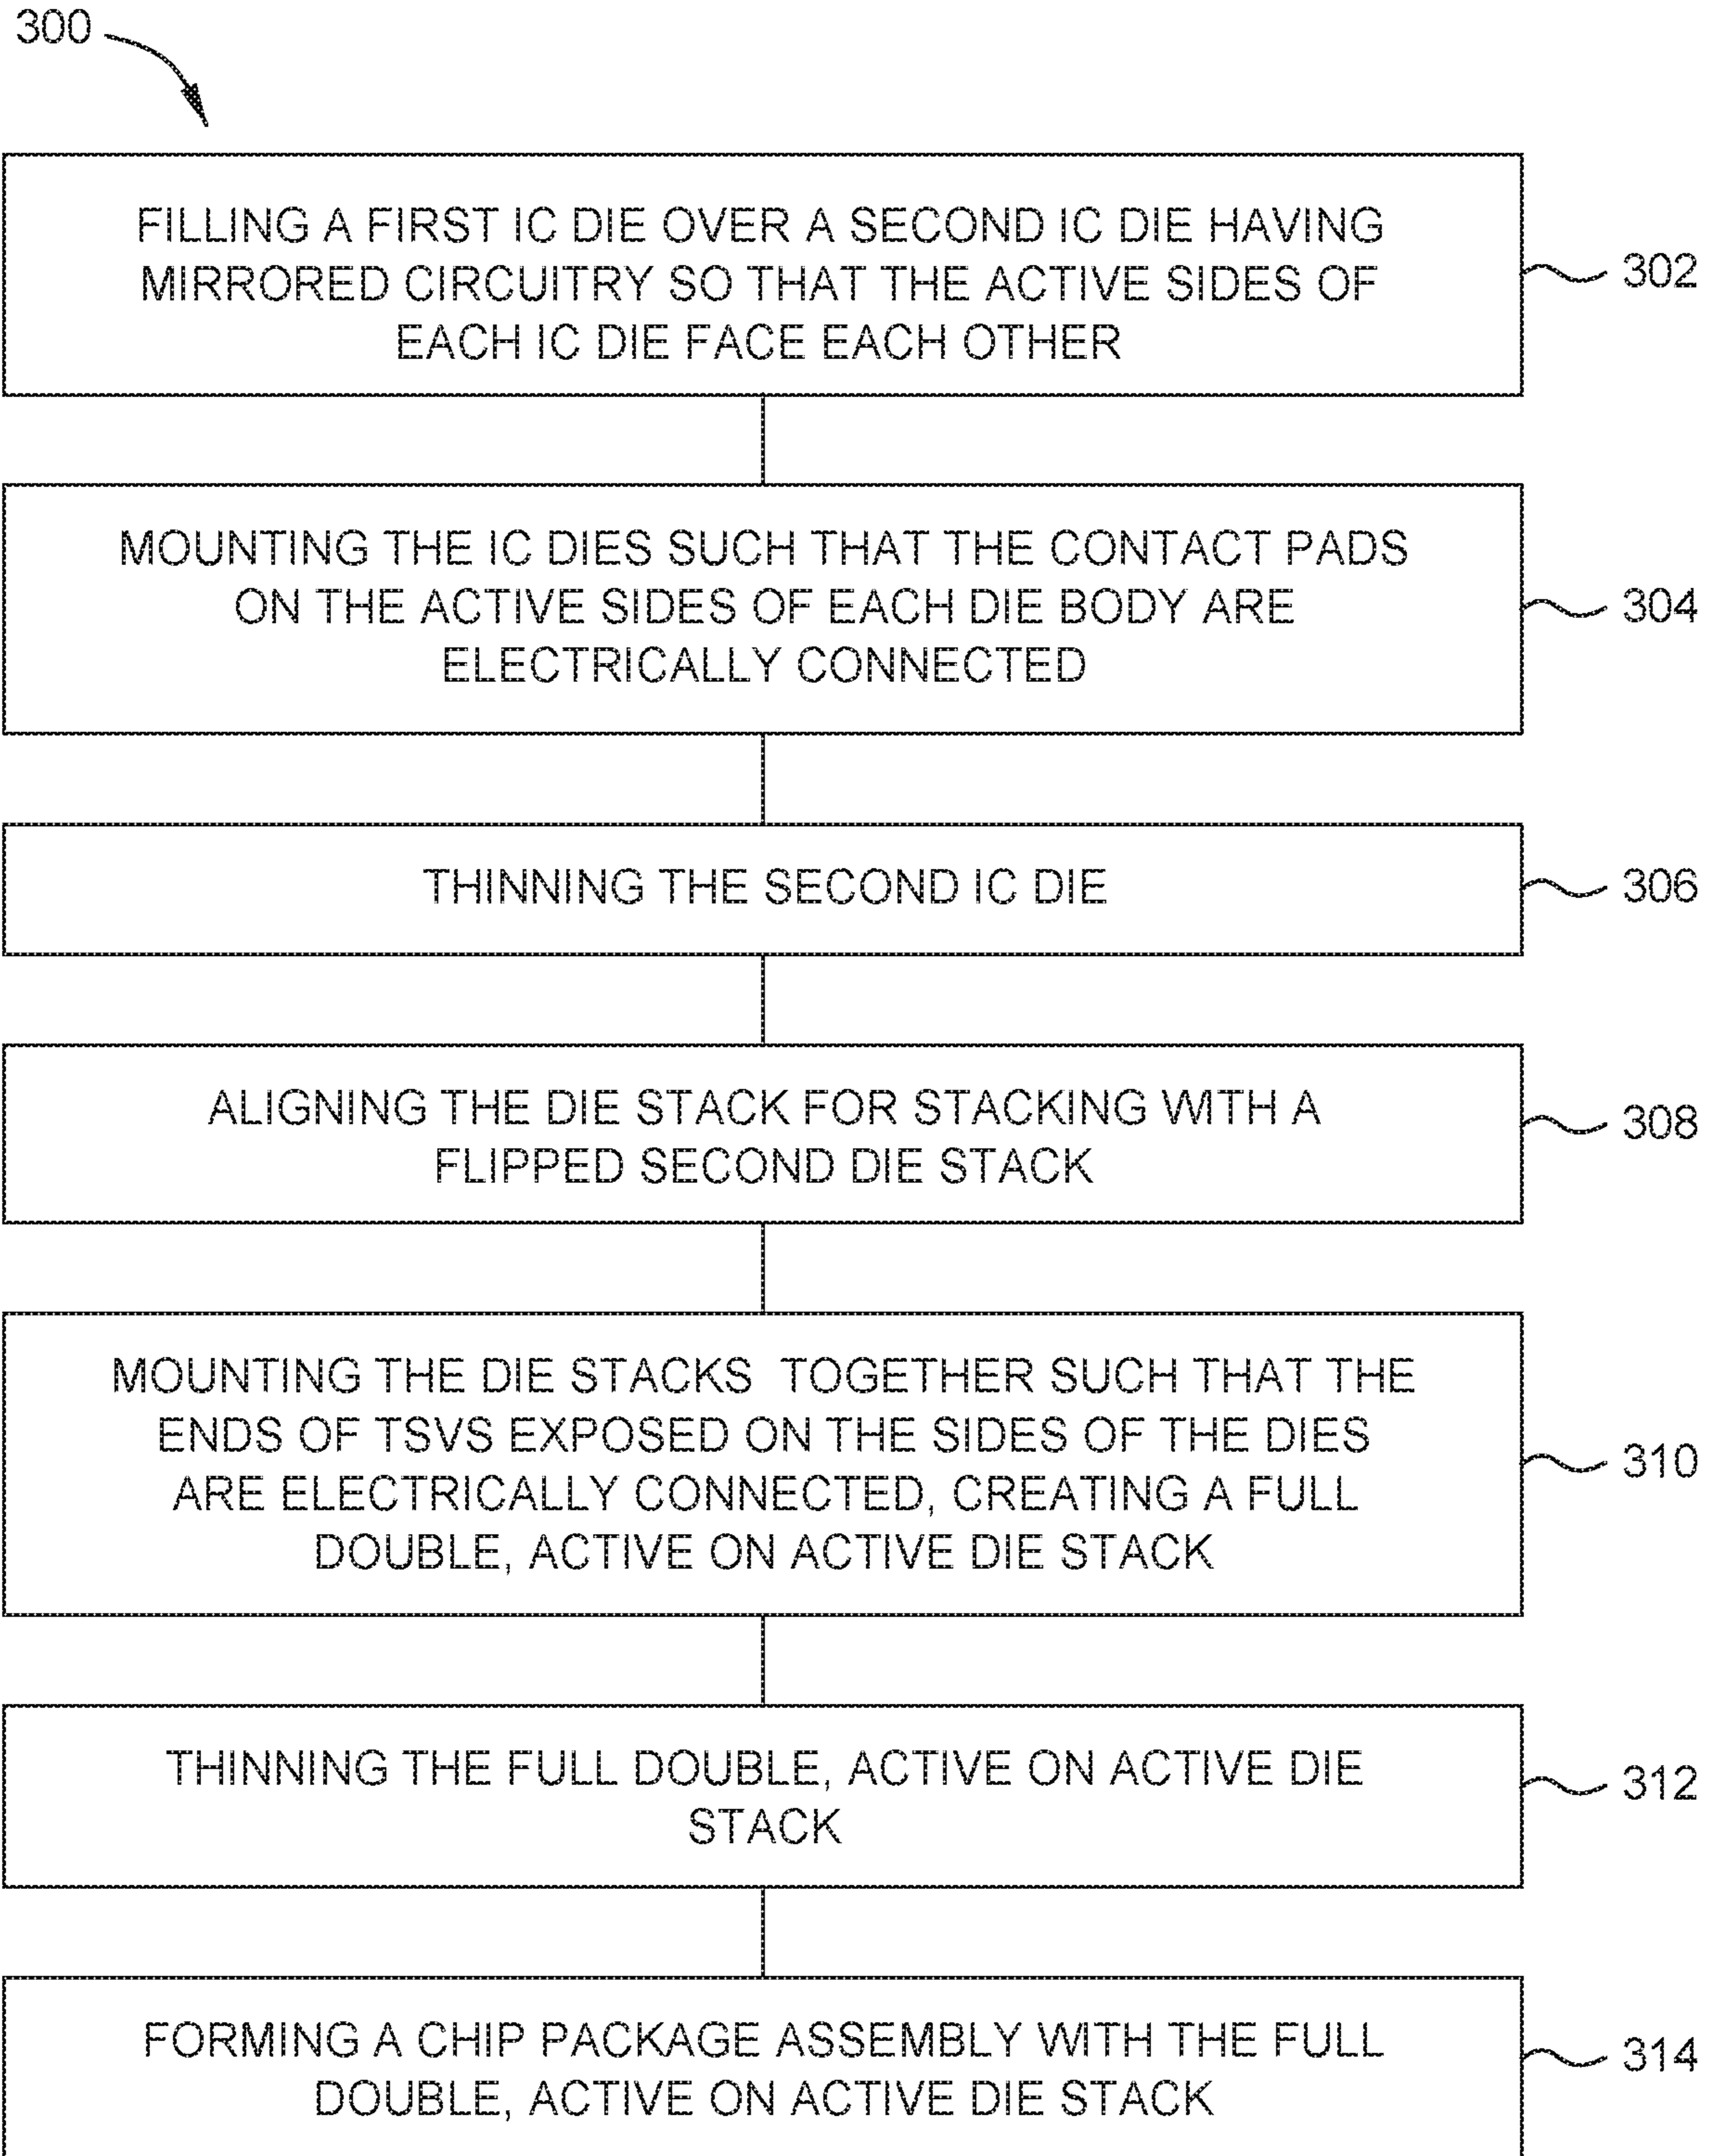 300
FILLING A FIRST IC DIE OVER A SECOND IC DIE HAVING
MIRRORED CIRCUITRY SO THAT THE ACTIVE SIDES OF
EACH IC DIE FACE EACH OTHER
302
MOUNTING THE IC DIES SUCH THAT THE CONTACT PADS
ON THE ACTIVE SIDES OF EACH DIE BODY ARE
ELECTRICALLY CONNECTED
304
THINNING THE SECOND IC DIE
306
ALIGNING THE DIE STACK FOR STACKING WITH A
FLIPPED SECOND DIE STACK
308
MOUNTING THE DIE STACKS TOGETHER SUCH THAT THE
ENDS OF TSVS EXPOSED ON THE SIDES OF THE DIES
ARE ELECTRICALLY CONNECTED, CREATING A FULL
DOUBLE, ACTIVE ON ACTIVE DIE STACK
310
THINNING THE FULL DOUBLE, ACTIVE ON ACTIVE DIE
STACK
312
FORMING A CHIP PACKAGE ASSEMBLY WITH THE FULL
DOUBLE, ACTIVE ON ACTIVE DIE STACK
314